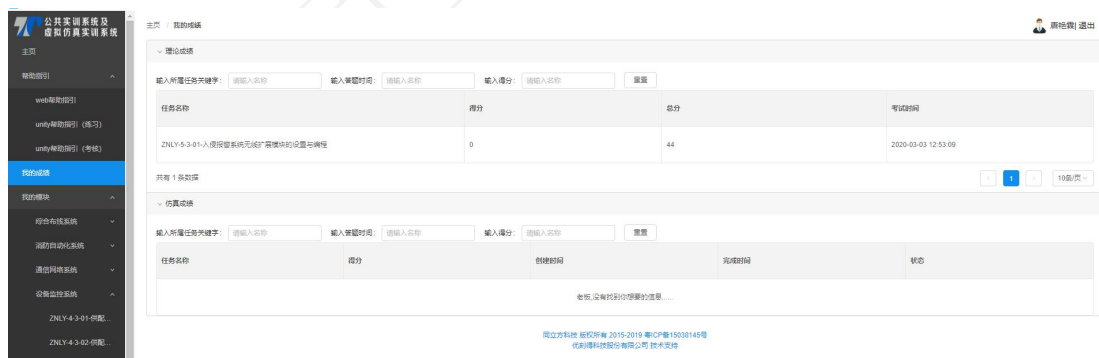 公共实训系统及
虚拟仿真实训系统
主页
帮助指引
web帮助指引
unity帮助指引（练习）
unity帮助指引（考核）
我的成绩
我的模块
综合布线系统
消防自动化系统
通信网络系统
设备监控系统
ZNLY-4-3-01-供配...
ZNLY-4-3-02-供配...
主页 / 我的成绩
退出
理论成绩
输入所属任务关键字: 请输入名称 输入答题时间: 请输入名称 输入得分: 请输入名称 重置
任务名称 得分 总分 考试时间
ZNLY-5-3-01-入侵报警系统无线扩展模块的设置与编程 0 44 2020-03-03 12:53:09
共有 1 条数据 1 10条/页
仿真成绩
输入所属任务关键字: 请输入名称 输入答题时间: 请输入名称 输入得分: 请输入名称 重置
任务名称 得分 创建时间 完成时间 状态
老板,没有找到你想要的信息......
同立方科技 版权所有 2015-2019 粤ICP备15038145号
优刻得科技股份有限公司 技术支持